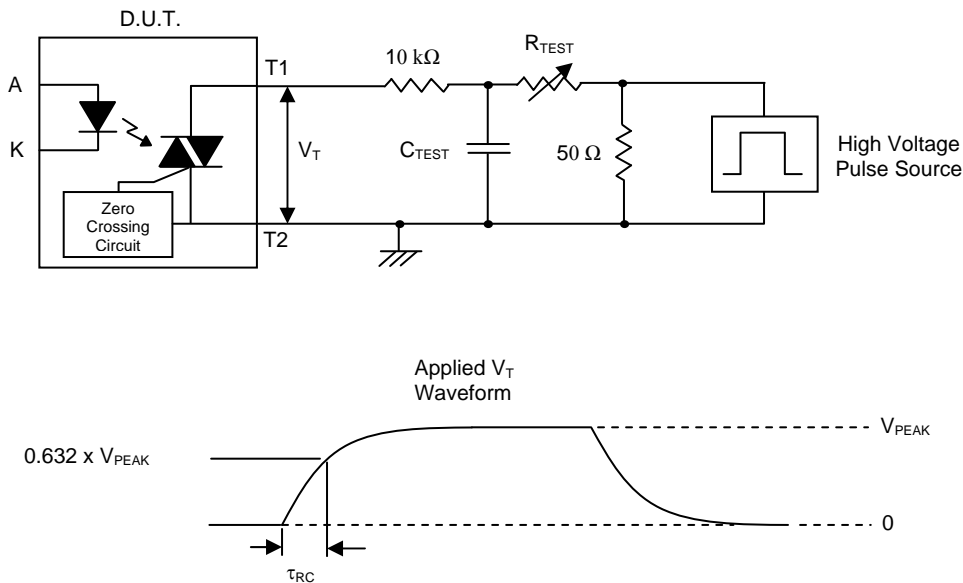 D.U.T.
A
K
Zero
Crossing
Circuit
T1
V_T
T2
10 kΩ
C_TEST
R_TEST
50 Ω
High Voltage
Pulse Source
Applied V_T
Waveform
V_PEAK
0.632 x V_PEAK
0
τ_RC